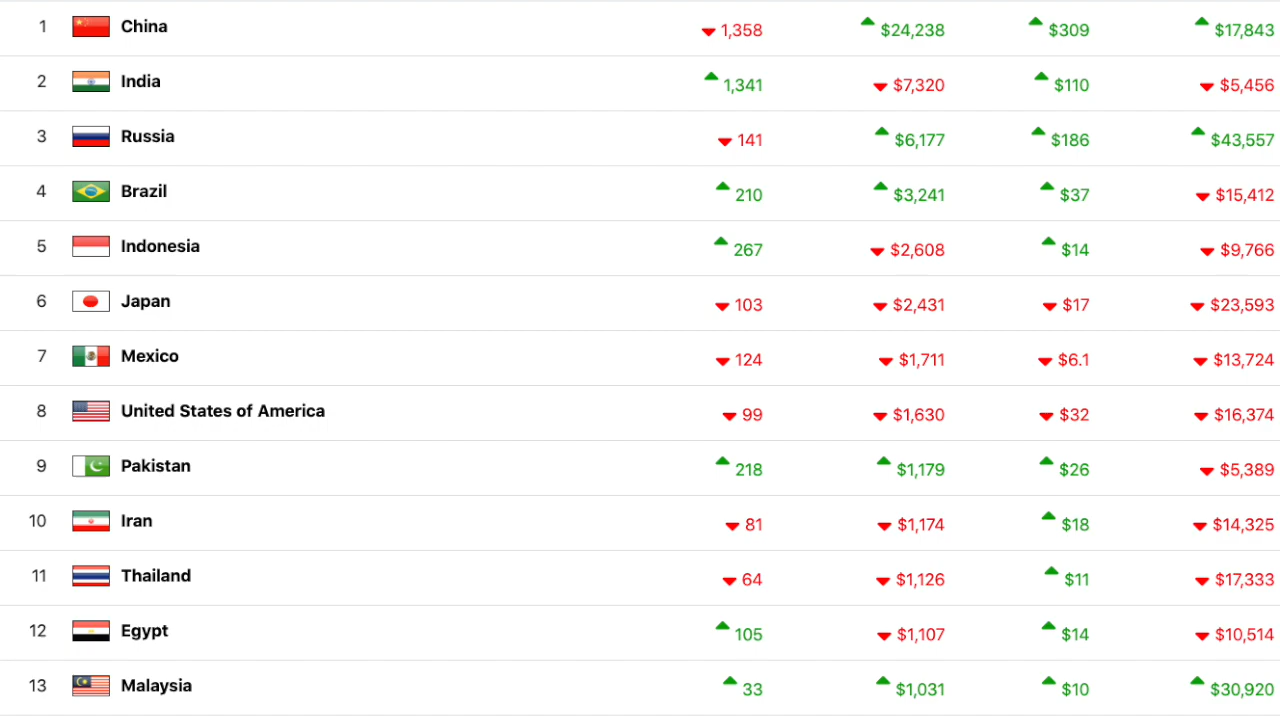 1 China 1,358 $24,238 $309 $17,843
2 India 1,341 $7,320 $110 $5,456
3 Russia 141 $6,177 $186 $43,557
4 Brazil 210 $3,241 $37 $15,412
5 Indonesia 267 $2,608 $14 $9,766
6 Japan 103 $2,431 $17 $23,593
7 Mexico 124 $1,711 $6.1 $13,724
8 United States of America 99 $1,630 $32 $16,374
9 Pakistan 218 $1,179 $26 $5,389
10 Iran 81 $1,174 $18 $14,325
11 Thailand 64 $1,126 $11 $17,333
12 Egypt 105 $1,107 $14 $10,514
13 Malaysia 33 $1,031 $10 $30,920